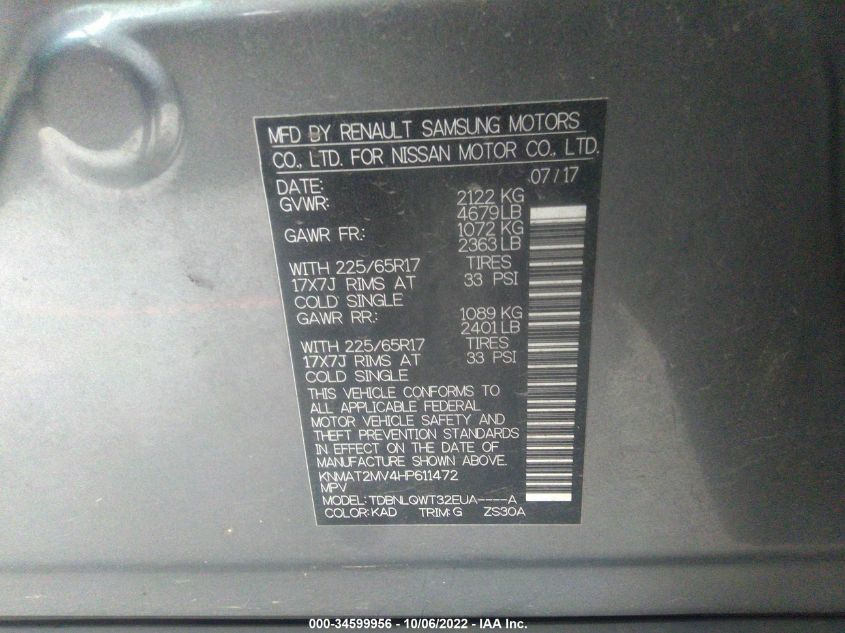 MFD BY RENAULT SAMSUNG MOTORS
CO., LTD. FOR NISSAN MOTOR CO., LTD.
DATE: 07/17
GVWR: 2122 KG
4679 LB
GAWR FR.: 1072 KG
2363 LB
WITH 225/65R17 TIRES
17X7J RIMS AT 33 PSI
COLD SINGLE
GAWR RR.: 1089 KG
2401 LB
WITH 225/65R17 TIRES
17X7J RIMS AT 33 PSI
COLD SINGLE
THIS VEHICLE CONFORMS TO
ALL APPLICABLE FEDERAL
MOTOR VEHICLE SAFETY AND
THEFT PREVENTION STANDARDS
IN EFFECT ON THE DATE OF
MANUFACTURE SHOWN ABOVE.
KNMAT2MV4HP611472
MPV
MODEL: TDBNLQWT32EUA----A
COLOR: KAD TRIM: G ZS30A
000-34599956 - 10/06/2022 - IAA Inc.